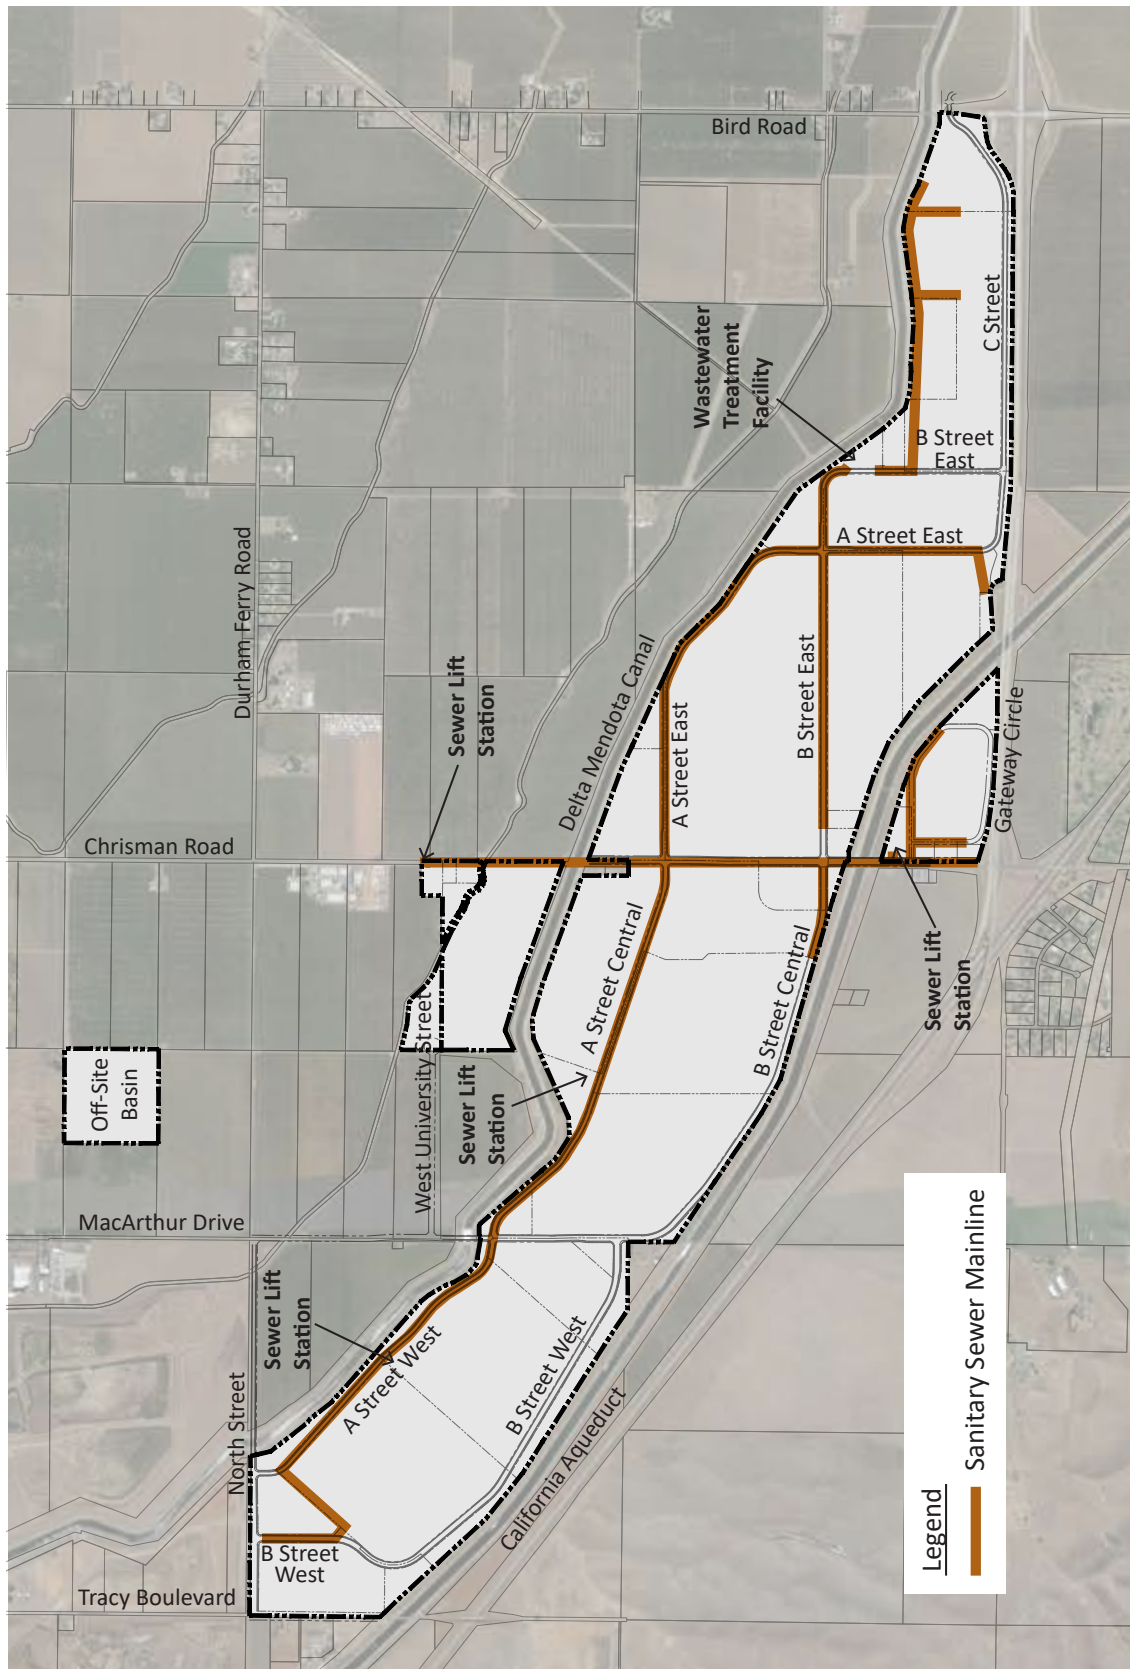 Bird Road
Wastewater
Treatment
Facility
C Street
B Street
East
A Street East
Durham Ferry Road
Sewer Lift
Station
Delta Mendota Canal
B Street East
A Street East
Gateway Circle
Chrisman Road
A Street Central
B Street Central
Sewer Lift
Station
West University Street
Off-Site
Basin
Sewer Lift
Station
MacArthur Drive
Sewer Lift
Station
A Street West
B Street West
North Street
California Aqueduct
B Street
West
Tracy Boulevard
Legend
Sanitary Sewer Mainline